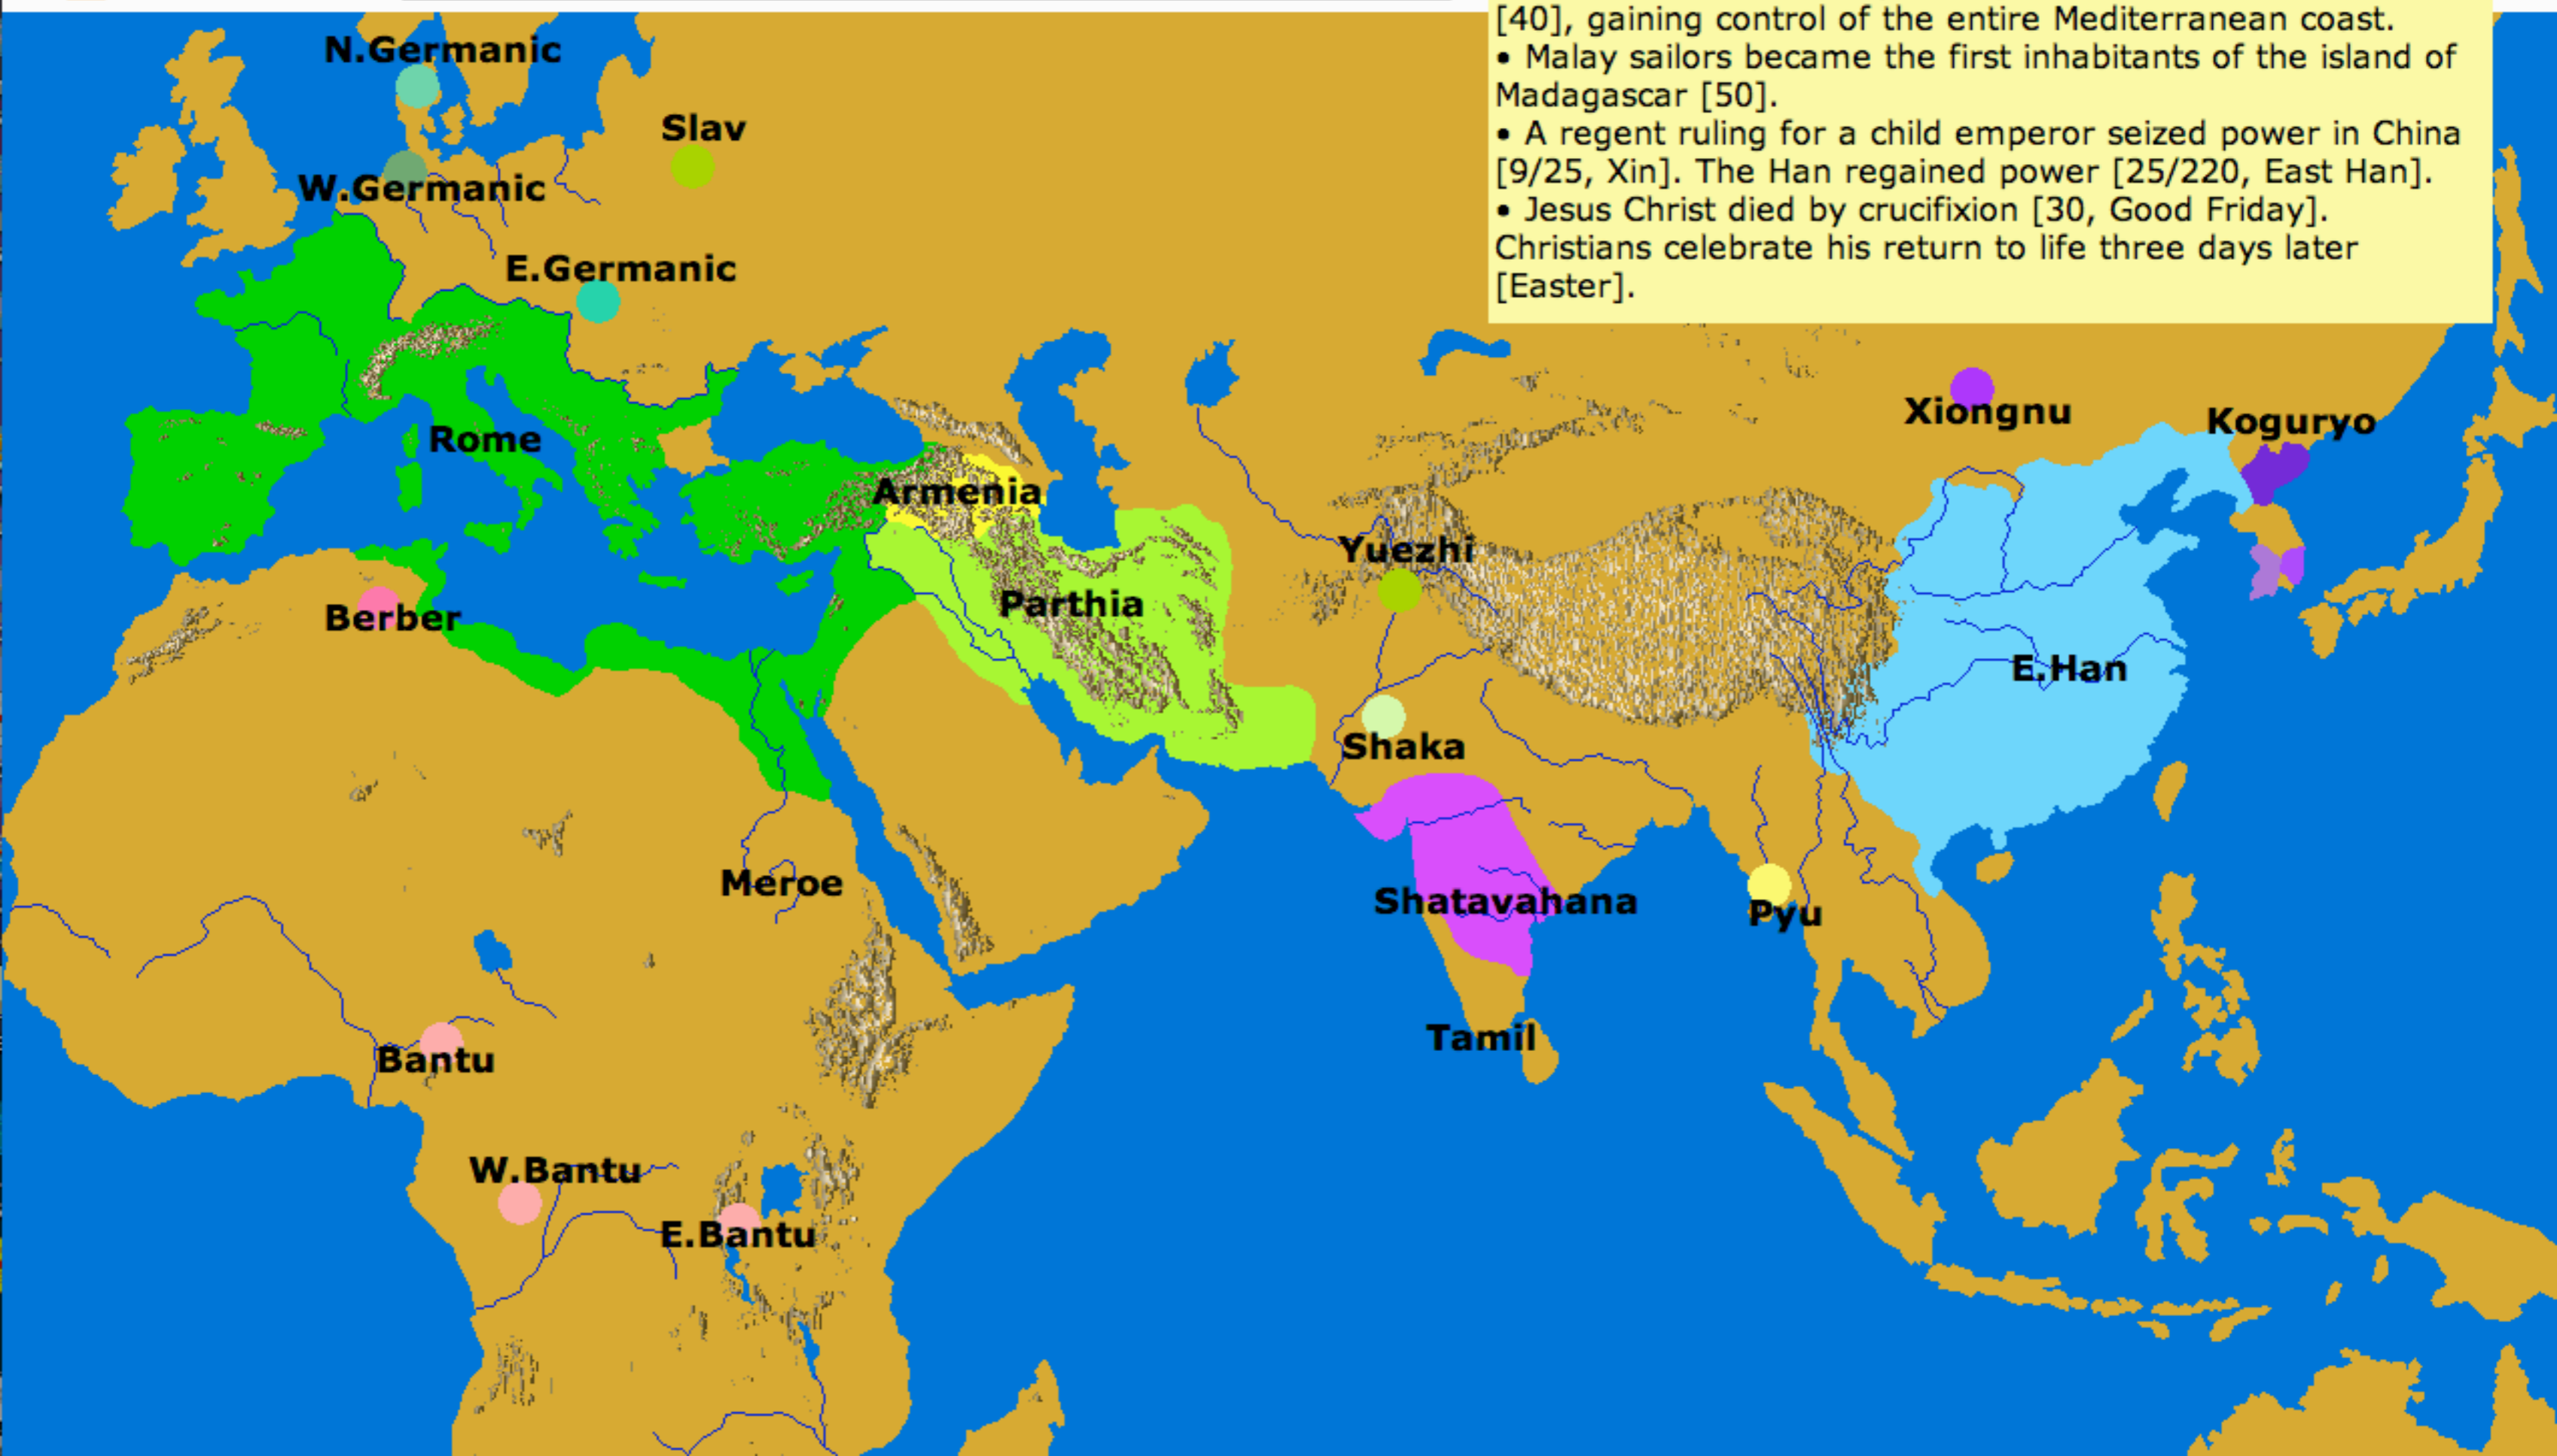 [40], gaining control of the entire Mediterranean coast.
• Malay sailors became the first inhabitants of the island of
Madagascar [50].
• A regent ruling for a child emperor seized power in China
[9/25, Xin]. The Han regained power [25/220, East Han].
• Jesus Christ died by crucifixion [30, Good Friday].
Christians celebrate his return to life three days later
[Easter].
N.Germanic
Slav
W.Germanic
E.Germanic
Xiongnu
Koguryo
Rome
Armenia
Yuezhi
Parthia
Berber
E.Han
Shaka
Meroe
Shatavahana
Pyu
Tamil
Bantu
W.Bantu
E.Bantu